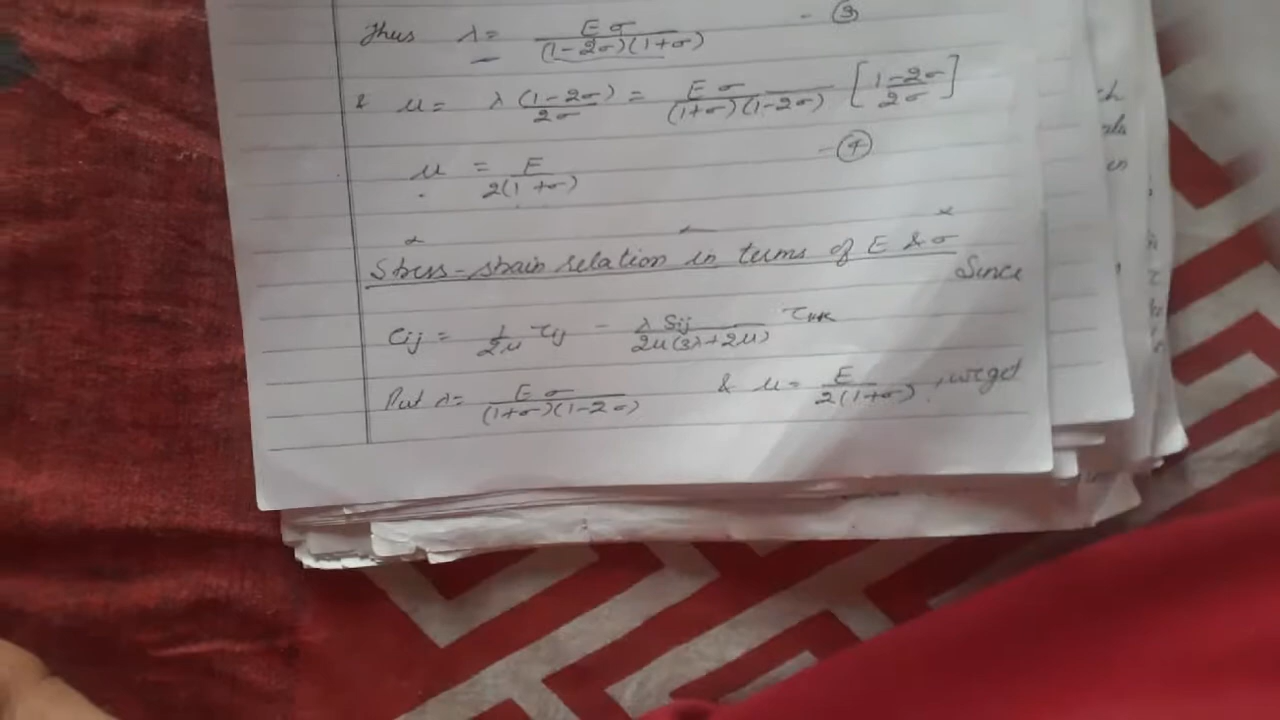 Thus λ = Eσ / (1-2σ)(1+σ) - ③
& μ = λ (1-2σ) / 2σ = Eσ / (1+σ)(1-2σ) [1-2σ / 2σ]
μ = E / 2(1+σ) - ④
Stress-strain relation in terms of E & σ
Since
eij = 1/2μ τij - λ δij / 2μ(3λ+2μ) τkk
Put λ = Eσ / (1+σ)(1-2σ) & μ = E / 2(1+σ), we get